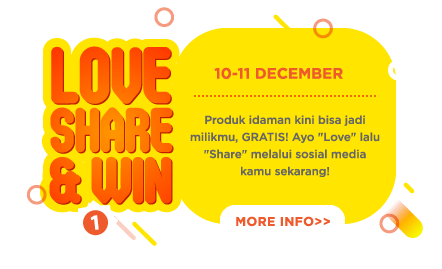 LOVE
SHARE
& WIN
1
10-11 DECEMBER
Produk idaman kini bisa jadi
milikmu, GRATIS! Ayo "Love" lalu
"Share" melalui sosial media
kamu sekarang!
MORE INFO>>